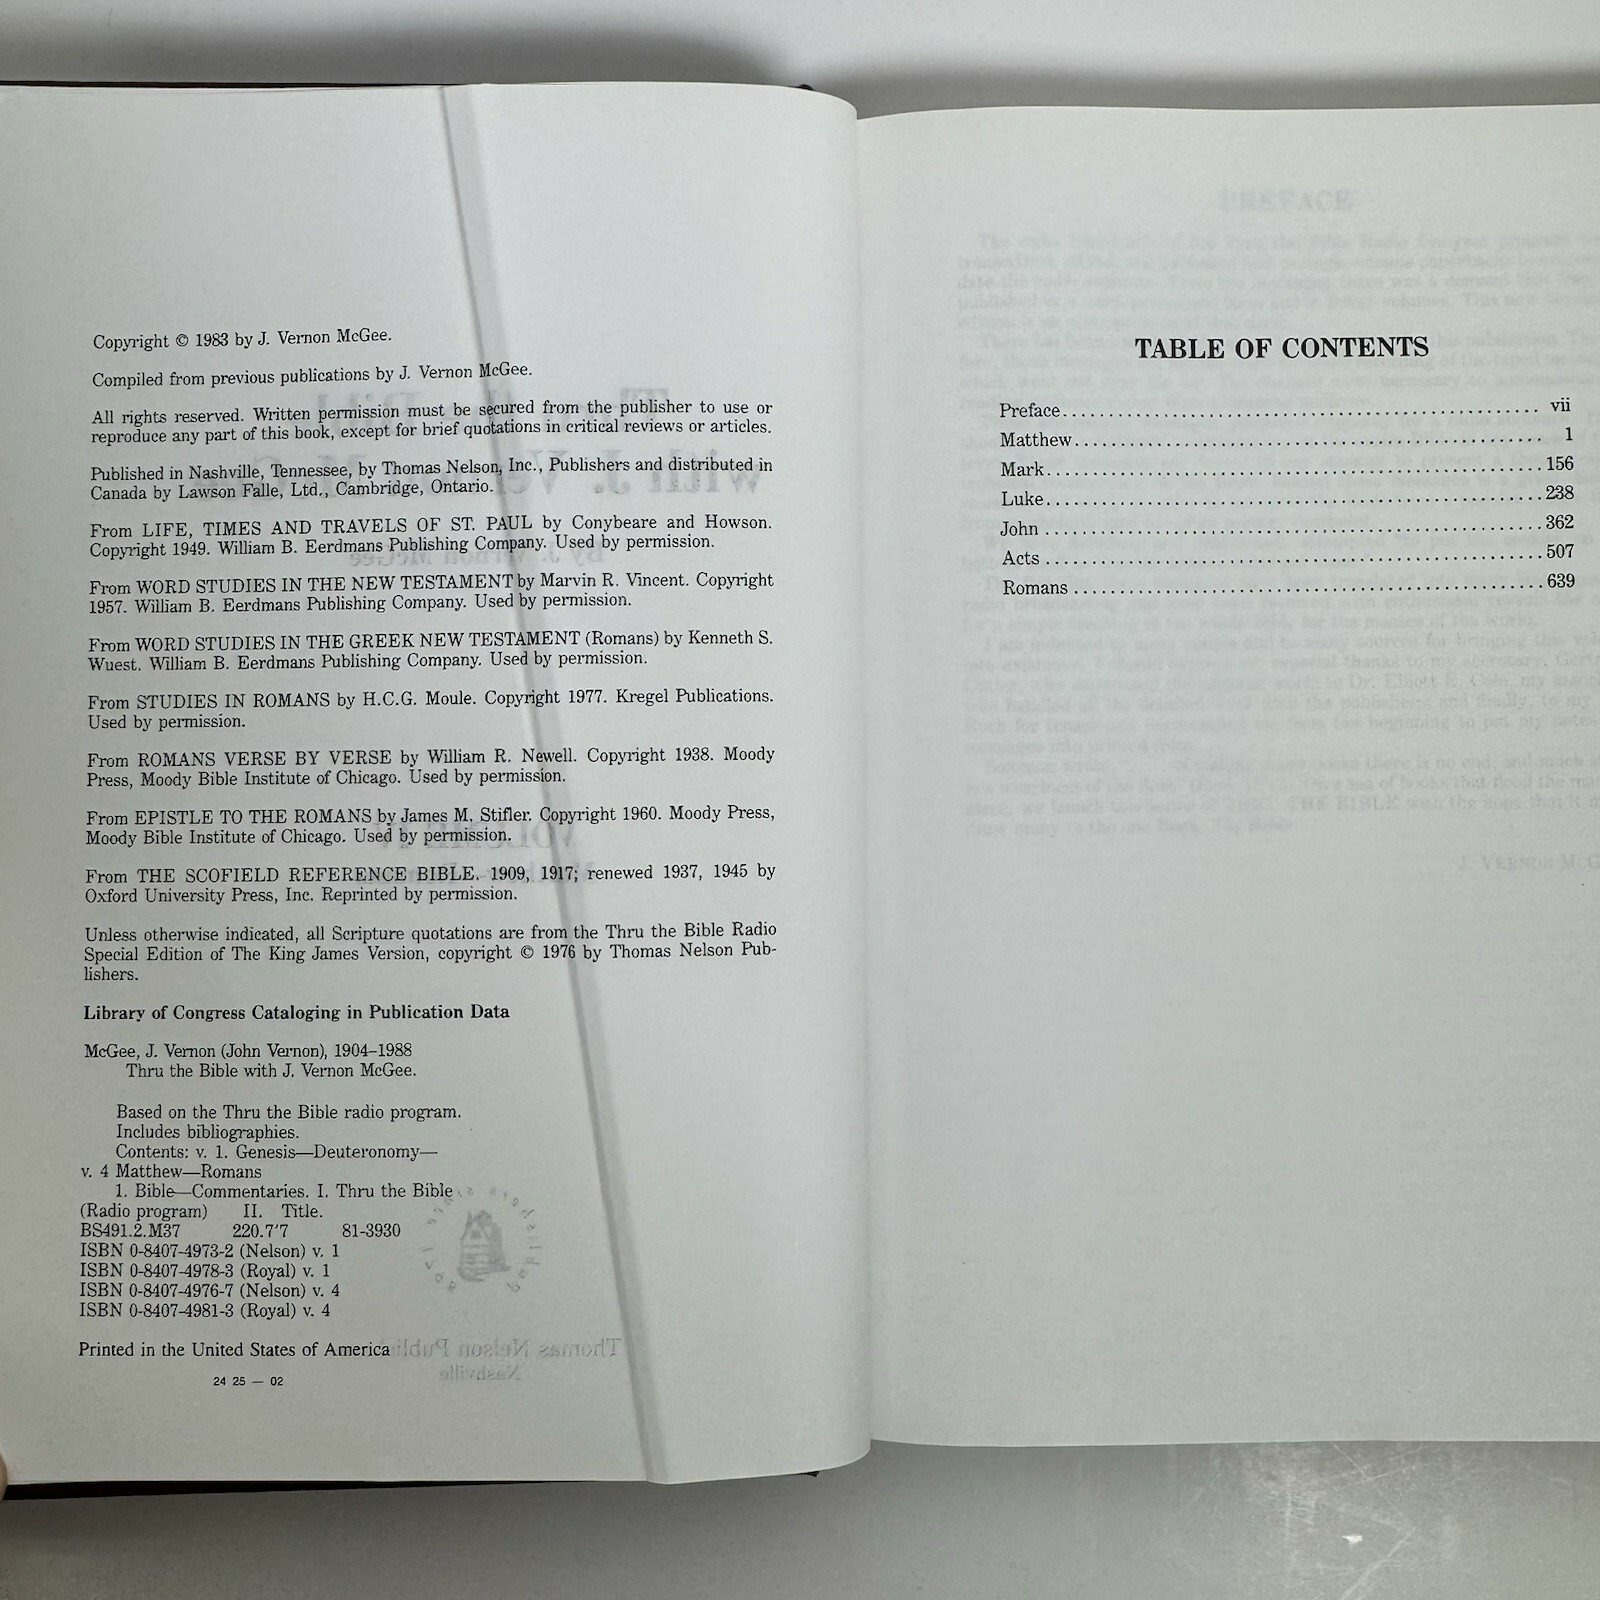 Copyright © 1983 by J. Vernon McGee.
Compiled from previous publications by J. Vernon McGee.
All rights reserved. Written permission must be secured from the publisher to use or
reproduce any part of this book, except for brief quotations in critical reviews or articles.
Published in Nashville, Tennessee, by Thomas Nelson, Inc., Publishers and distributed in
Canada by Lawson Falle, Ltd., Cambridge, Ontario.
From LIFE, TIMES AND TRAVELS OF ST. PAUL by Conybeare and Howson.
Copyright 1949. William B. Eerdmans Publishing Company. Used by permission.
From WORD STUDIES IN THE NEW TESTAMENT by Marvin R. Vincent. Copyright
1957. William B. Eerdmans Publishing Company. Used by permission.
From WORD STUDIES IN THE GREEK NEW TESTAMENT (Romans) by Kenneth S.
Wuest. William B. Eerdmans Publishing Company. Used by permission.
From STUDIES IN ROMANS by H.C.G. Moule. Copyright 1977. Kregel Publications.
Used by permission.
From ROMANS VERSE BY VERSE by William R. Newell. Copyright 1938. Moody
Press, Moody Bible Institute of Chicago. Used by permission.
From EPISTLE TO THE ROMANS by James M. Stifler. Copyright 1960. Moody Press,
Moody Bible Institute of Chicago. Used by permission.
From THE SCOFIELD REFERENCE BIBLE. 1909, 1917; renewed 1937, 1945 by
Oxford University Press, Inc. Reprinted by permission.
Unless otherwise indicated, all Scripture quotations are from the Thru the Bible Radio
Special Edition of The King James Version, copyright © 1976 by Thomas Nelson Pub-
lishers.
Library of Congress Cataloging in Publication Data
McGee, J. Vernon (John Vernon), 1904–1988
Thru the Bible with J. Vernon McGee.
Based on the Thru the Bible radio program.
Includes bibliographies.
Contents: v. 1. Genesis—Deuteronomy—
v. 4 Matthew—Romans
1. Bible—Commentaries. I. Thru the Bible
(Radio program) II. Title.
BS491.2.M37 220.7'7 81-3930
ISBN 0-8407-4973-2 (Nelson) v. 1
ISBN 0-8407-4978-3 (Royal) v. 1
ISBN 0-8407-4976-7 (Nelson) v. 4
ISBN 0-8407-4981-3 (Royal) v. 4
Printed in the United States of America
24 25 — 02
TABLE OF CONTENTS
Preface ........ vii
Matthew ........ 1
Mark ........ 156
Luke ........ 238
John ........ 362
Acts ........ 507
Romans ........ 639